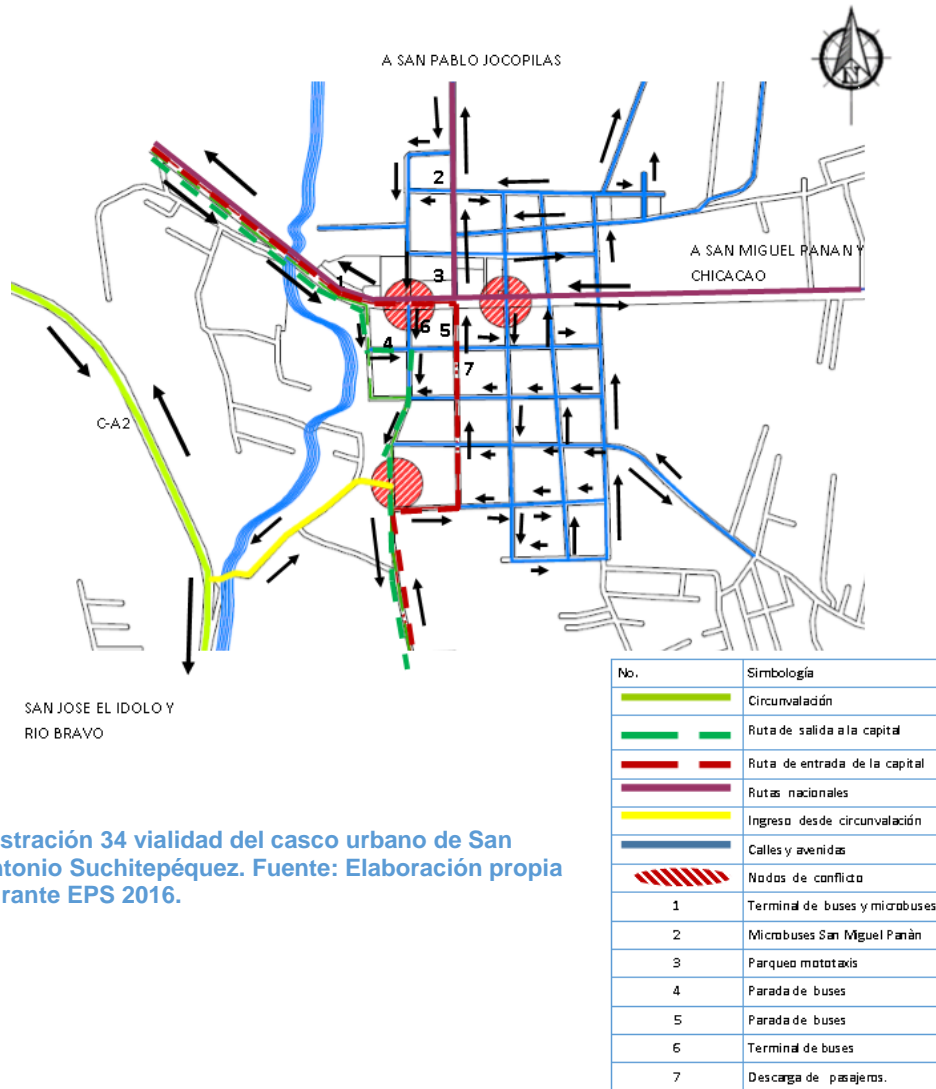 N
A SAN PABLO JOCOPILAS
2
A SAN MIGUEL PANAN Y
CHICACAO
3
1
6
5
4
7
C-A2
SAN JOSE EL IDOLO Y
RIO BRAVO
No. Simbología
Circunvalación
Ruta de salida a la capital
Ruta de entrada de la capital
Rutas nacionales
Ingreso desde circunvalación
Calles y avenidas
Nodos de conflicto
1 Terminal de buses y microbuses
2 Microbuses San Miguel Panàn
3 Parqueo mototaxis
4 Parada de buses
5 Parada de buses
6 Terminal de buses
7 Descarga de pasajeros.
stración 34 vialidad del casco urbano de San
ntonio Suchitepéquez. Fuente: Elaboración propia
rante EPS 2016.